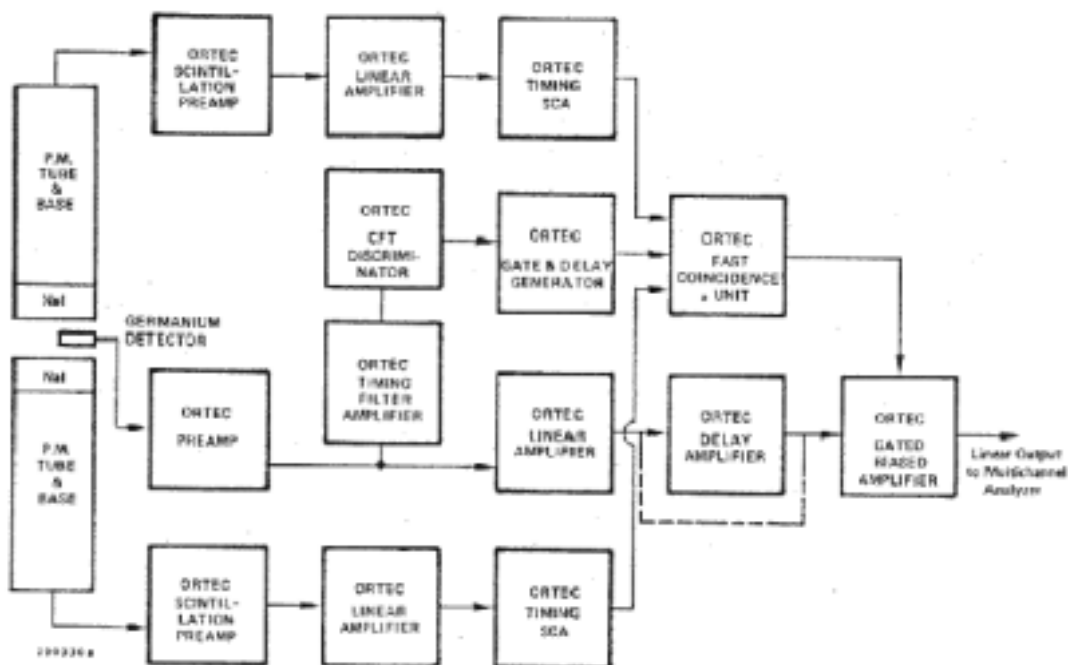 ORTEC
SCINTIL-
LATION
PREAMP
ORTEC
LINEAR
AMPLIFIER
ORTEC
TIMING
SCA
P.M.
TUBE
&
BASE
NaI
ORTEC
CFT
DISCRIMI-
NATOR
ORTEC
GATE & DELAY
GENERATOR
ORTEC
FAST
COINCIDENCE
UNIT
GERMANIUM
DETECTOR
NaI
P.M.
TUBE
&
BASE
ORTEC
PREAMP
ORTEC
TIMING
FILTER
AMPLIFIER
ORTEC
LINEAR
AMPLIFIER
ORTEC
DELAY
AMPLIFIER
ORTEC
GATED
BIASED
AMPLIFIER
Linear Output
to Multichannel
Analyzer
ORTEC
SCINTIL-
LATION
PREAMP
ORTEC
LINEAR
AMPLIFIER
ORTEC
TIMING
SCA